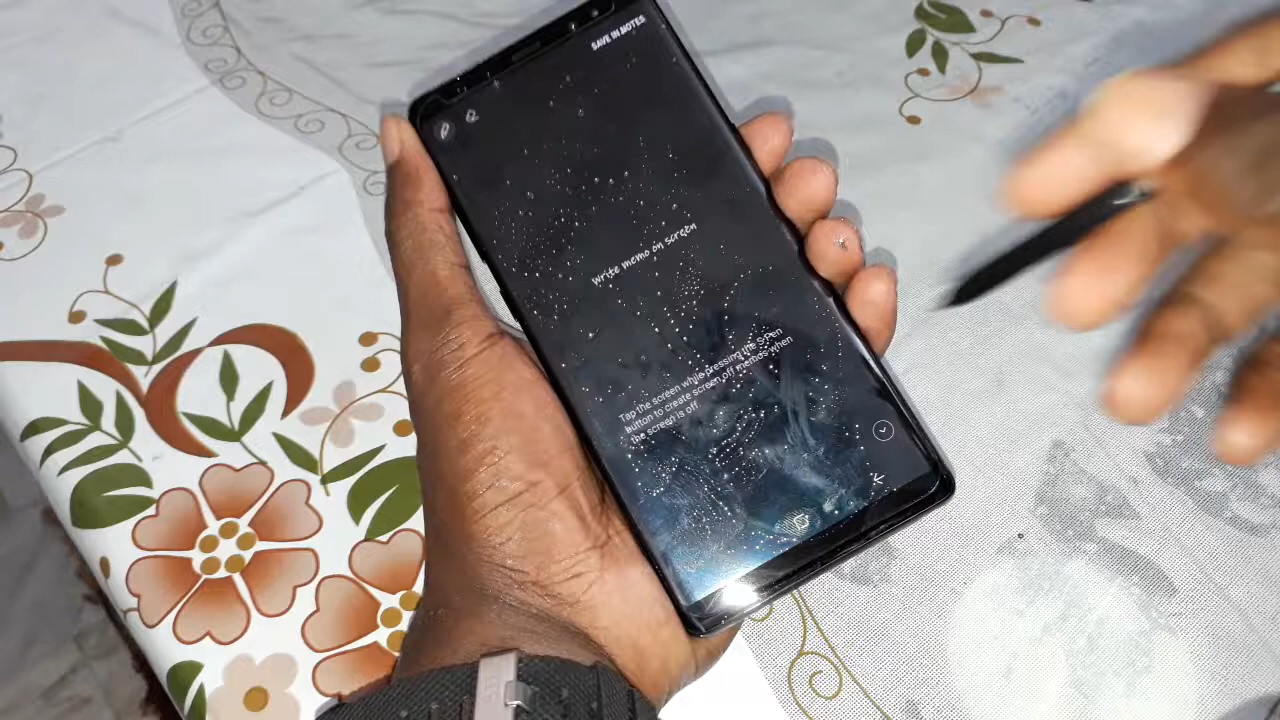 SAVE IN NOTES
Write memo on screen
Tap the screen while pressing the S Pen
button to create screen off memos when
the screen is off